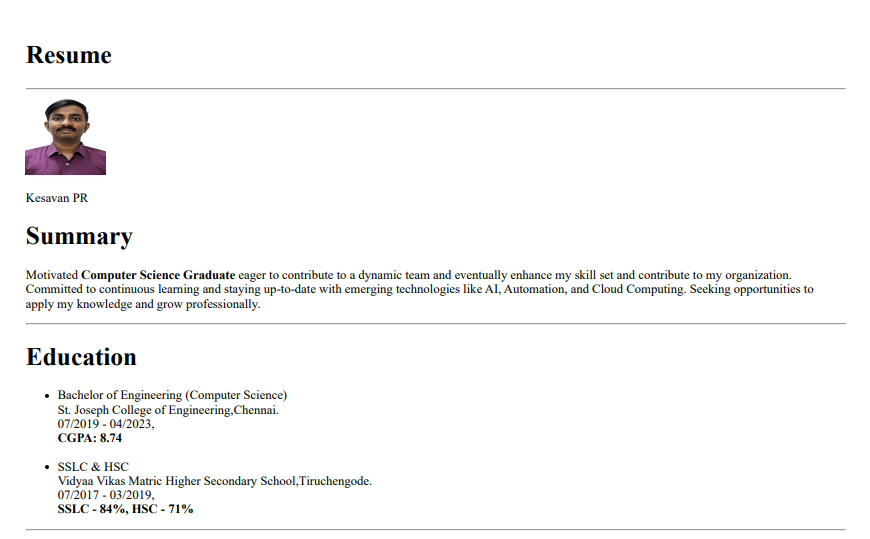 Resume
Kesavan PR
Summary
Motivated Computer Science Graduate eager to contribute to a dynamic team and eventually enhance my skill set and contribute to my organization.
Committed to continuous learning and staying up-to-date with emerging technologies like AI, Automation, and Cloud Computing. Seeking opportunities to
apply my knowledge and grow professionally.
Education
• Bachelor of Engineering (Computer Science)
St. Joseph College of Engineering,Chennai.
07/2019 - 04/2023,
CGPA: 8.74
• SSLC & HSC
Vidyaa Vikas Matric Higher Secondary School,Tiruchengode.
07/2017 - 03/2019,
SSLC - 84%, HSC - 71%